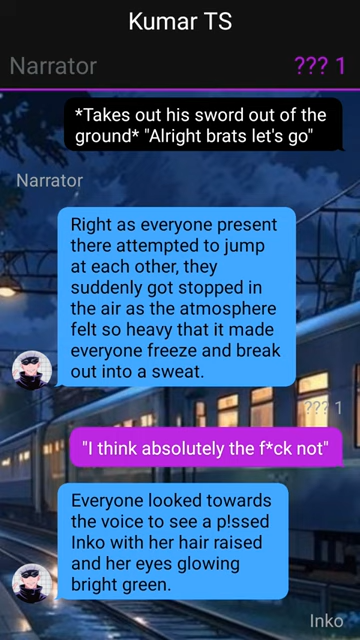 Kumar TS
Narrator
??? 1
*Takes out his sword out of the
ground* "Alright brats let's go"
Narrator
Right as everyone present
there attempted to jump
at each other, they
suddenly got stopped in
the air as the atmosphere
felt so heavy that it made
everyone freeze and break
out into a sweat.
??? 1
"I think absolutely the f*ck not"
Everyone looked towards
the voice to see a p!ssed
Inko with her hair raised
and her eyes glowing
bright green.
Inko